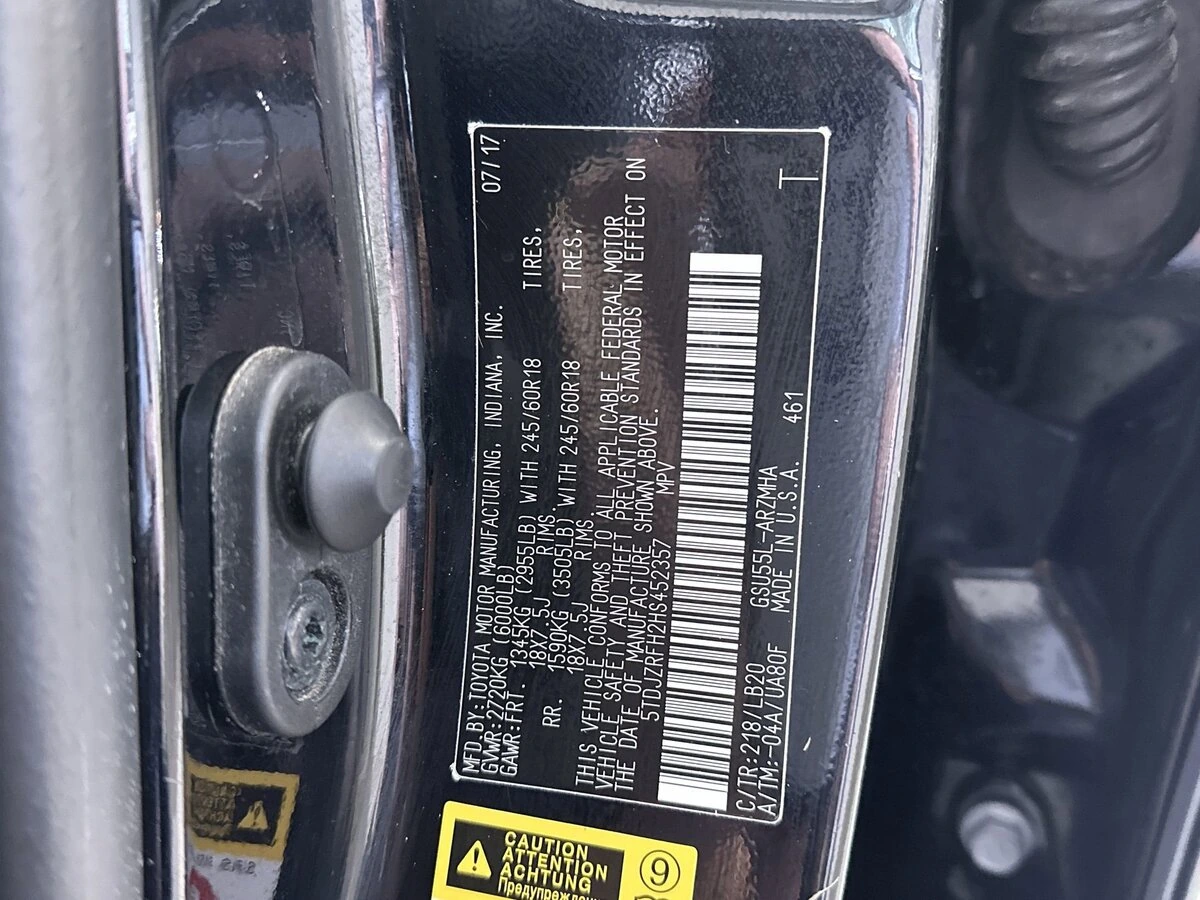 MFD.BY:TOYOTA MOTOR MANUFACTURING, INDIANA, INC. 07/17
GVWR:2720KG (6000LB)
GAWR:FRT. 1345KG (2955LB) WITH 245/60R18 TIRES,
18X7.5J RIMS.
RR. 1590KG (3505LB) WITH 245/60R18 TIRES,
18X7.5J RIMS.
THIS VEHICLE CONFORMS TO ALL APPLICABLE FEDERAL MOTOR
VEHICLE SAFETY AND THEFT PREVENTION STANDARDS IN EFFECT ON
THE DATE OF MANUFACTURE SHOWN ABOVE.
5TDJZRFH2HS452357 MPV
C/TR:218/LB20 GSU55L-ARZMHA
A/TM:-04A/UA80F MADE IN U.S.A. 461 T
CAUTION
ATTENTION
ACHTUNG
9